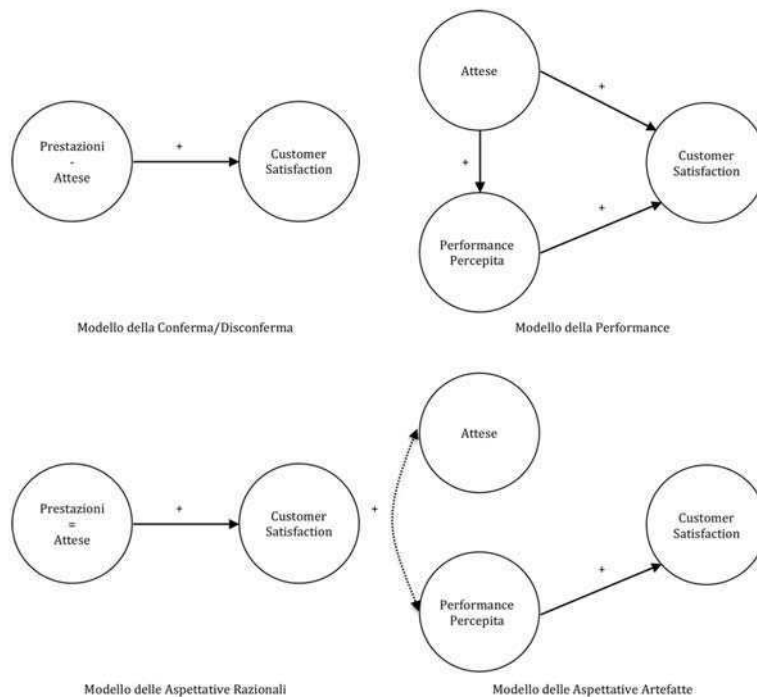 Prestazioni
-
Attese
+
Customer
Satisfaction
Modello della Conferma/Disconferma
Attese
+
+
Performance
Percepita
+
Customer
Satisfaction
Modello della Performance
Prestazioni
=
Attese
+
Customer
Satisfaction
Modello delle Aspettative Razionali
Attese
+
Performance
Percepita
+
Customer
Satisfaction
Modello delle Aspettative Artefatte